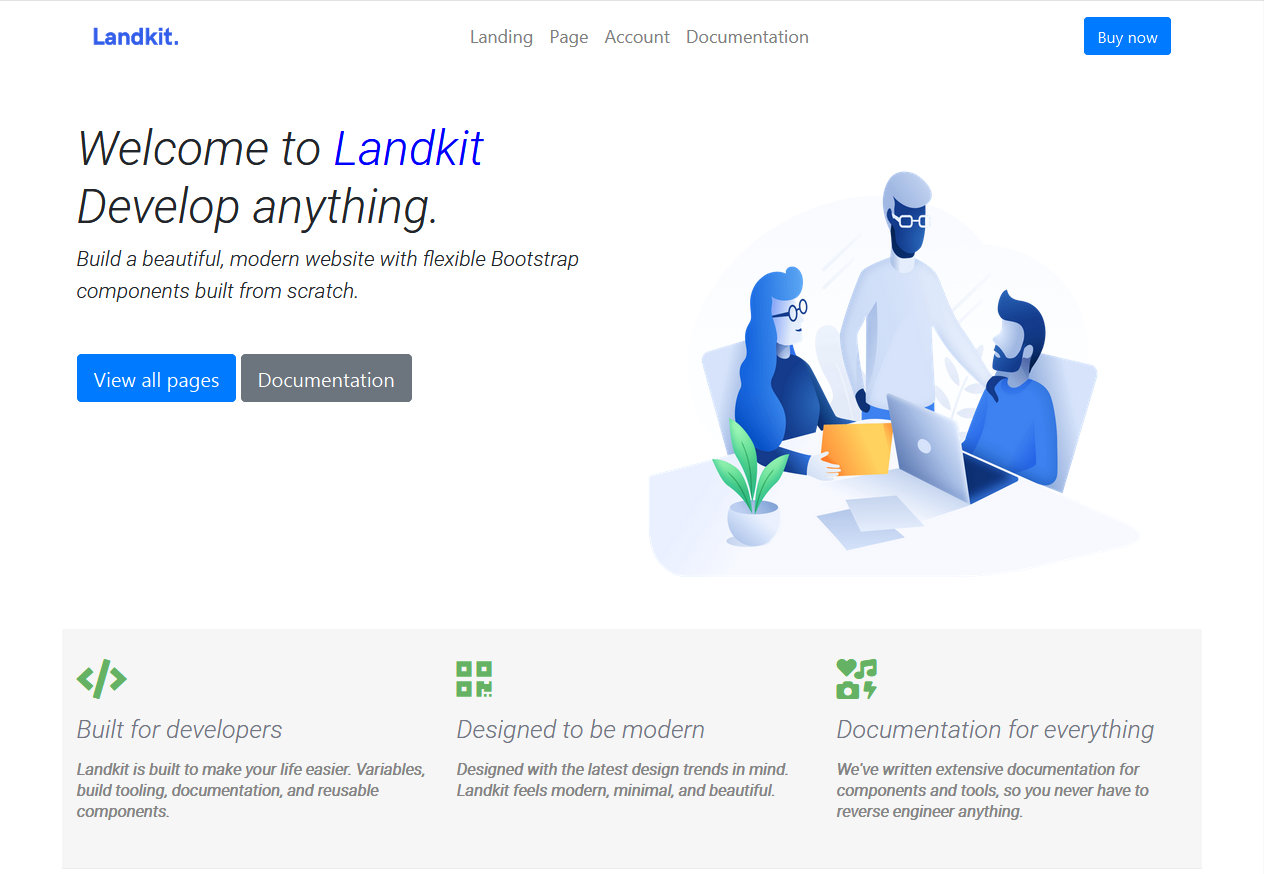 Landkit.
Landing Page Account Documentation
Buy now
Welcome to Landkit
Develop anything.
Build a beautiful, modern website with flexible Bootstrap
components built from scratch.
View all pages
Documentation
Built for developers
Landkit is built to make your life easier. Variables,
build tooling, documentation, and reusable
components.
Designed to be modern
Designed with the latest design trends in mind.
Landkit feels modern, minimal, and beautiful.
Documentation for everything
We've written extensive documentation for
components and tools, so you never have to
reverse engineer anything.